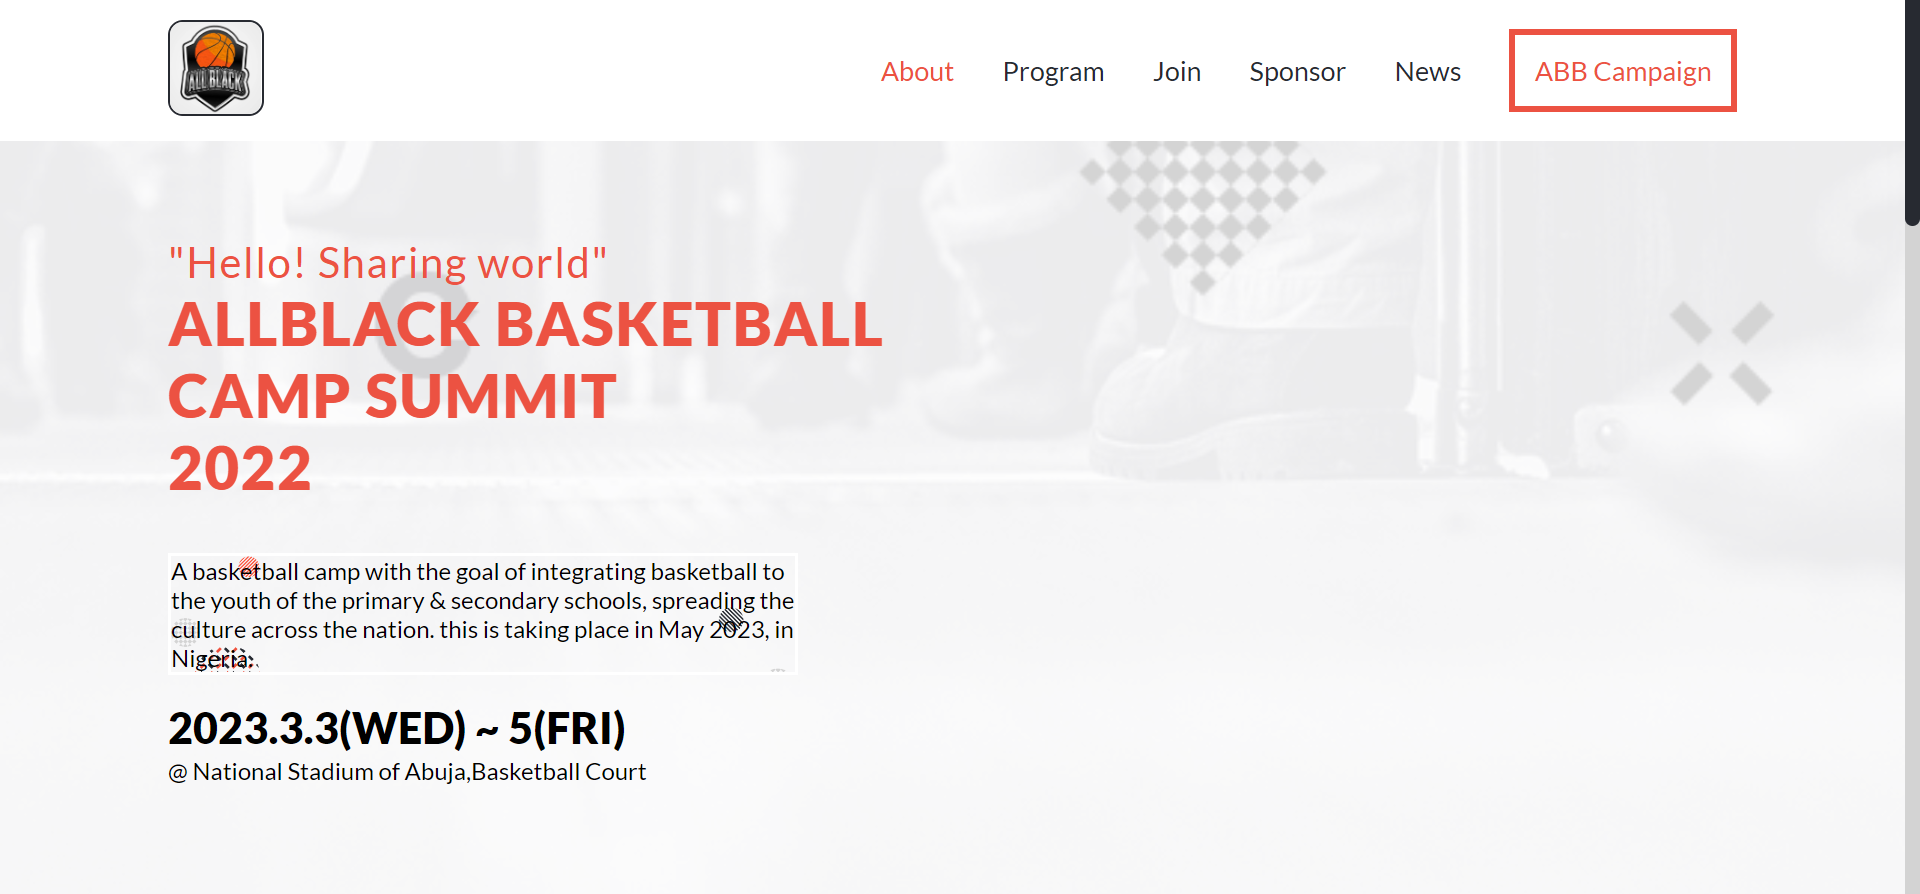 ALL BLACK
About Program Join Sponsor News ABB Campaign
"Hello! Sharing world"
ALLBLACK BASKETBALL
CAMP SUMMIT
2022
A basketball camp with the goal of integrating basketball to
the youth of the primary & secondary schools, spreading the
culture across the nation. this is taking place in May 2023, in
Nigeria.
2023.3.3(WED) ~ 5(FRI)
@ National Stadium of Abuja,Basketball Court